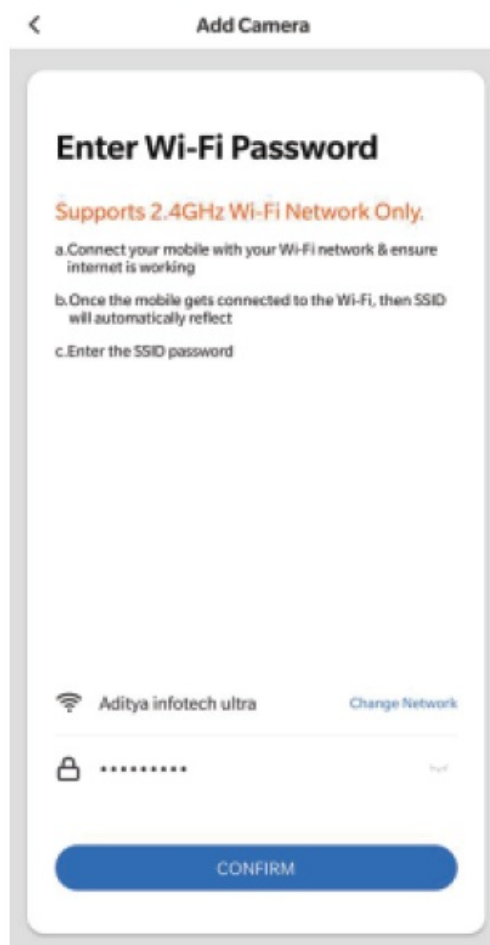 Add Camera
Enter Wi-Fi Password
Supports 2.4GHz Wi-Fi Network Only.
a.Connect your mobile with your Wi-Fi network & ensure
internet is working
b.Once the mobile gets connected to the Wi-Fi, then SSID
will automatically reflect
c.Enter the SSID password
Aditya infotech ultra
Change Network
•••••••••
CONFIRM